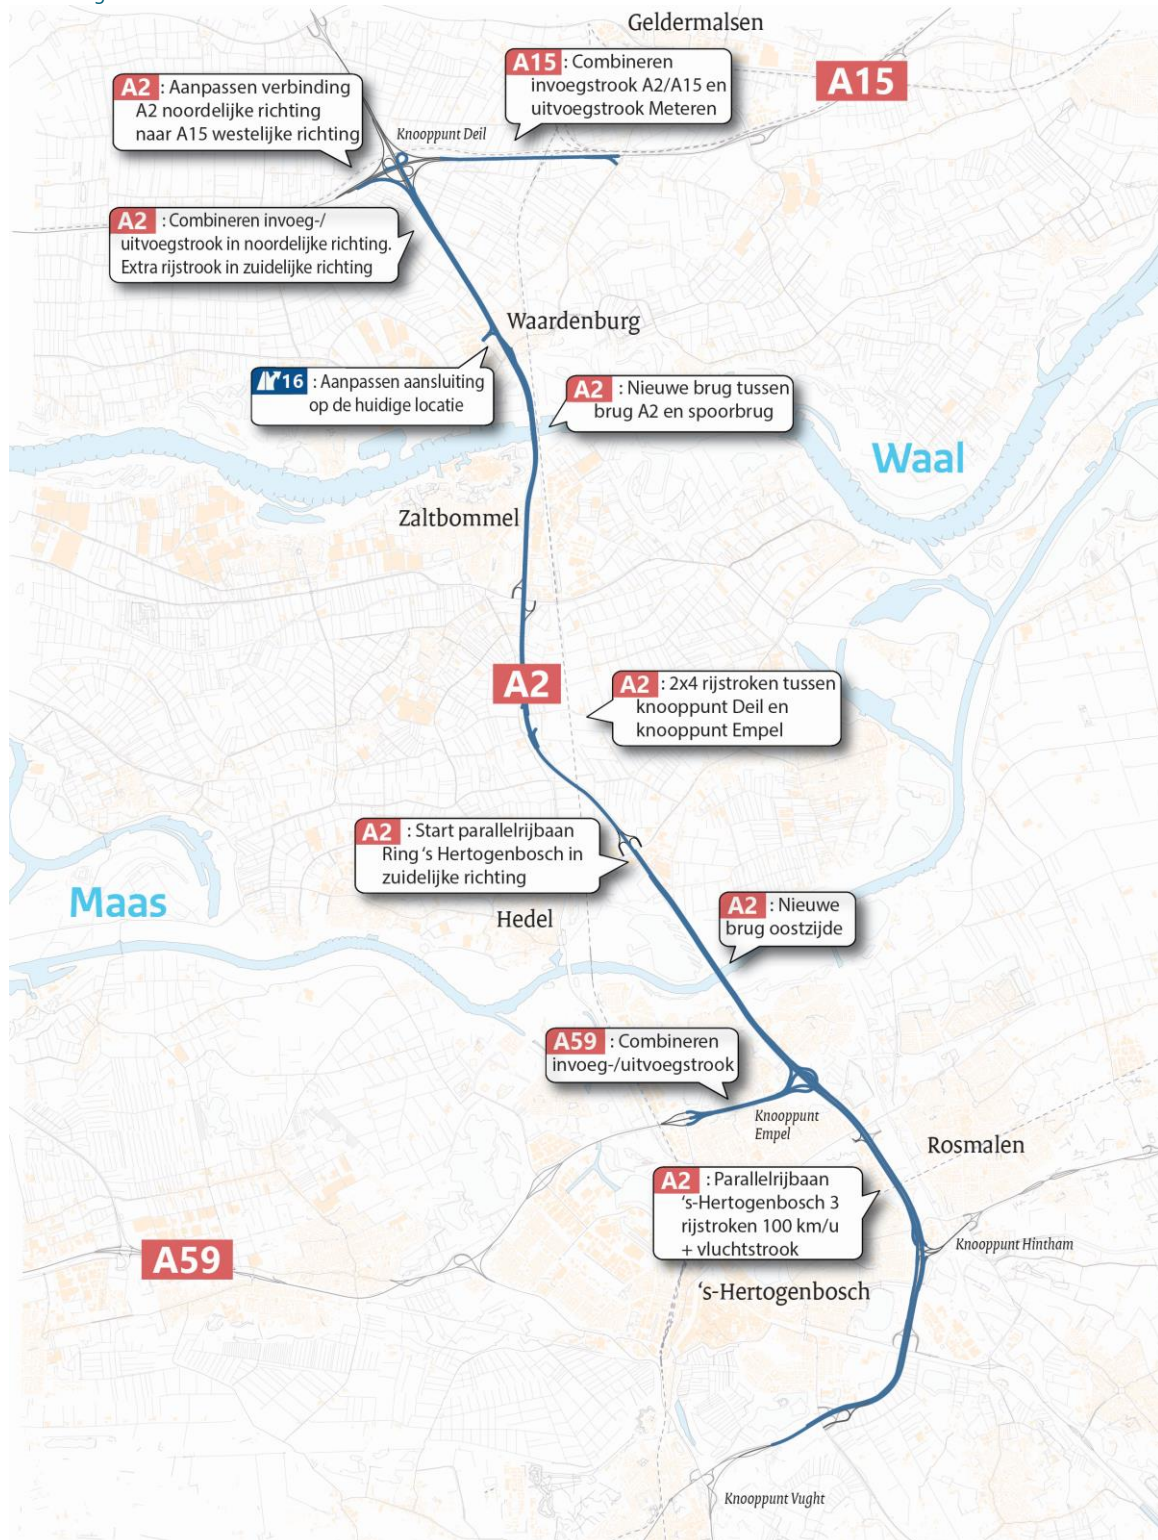 Geldermalsen
A2 : Aanpassen verbinding
A2 noordelijke richting
naar A15 westelijke richting
A15 : Combineren
invoegstrook A2/A15 en
uitvoegstrook Meteren
A15
Knooppunt Deil
A2 : Combineren invoeg-/
uitvoegstrook in noordelijke richting.
Extra rijstrook in zuidelijke richting
Waardenburg
16 : Aanpassen aansluiting
op de huidige locatie
A2 : Nieuwe brug tussen
brug A2 en spoorbrug
Waal
Zaltbommel
A2
A2 : 2x4 rijstroken tussen
knooppunt Deil en
knooppunt Empel
A2 : Start parallelrijbaan
Ring ‘s Hertogenbosch in
zuidelijke richting
Maas
Hedel
A2 : Nieuwe
brug oostzijde
A59 : Combineren
invoeg-/uitvoegstrook
Knooppunt
Empel
Rosmalen
A2 : Parallelrijbaan
‘s-Hertogenbosch 3
rijstroken 100 km/u
+ vluchtstrook
Knooppunt Hintham
A59
‘s-Hertogenbosch
Knooppunt Vught